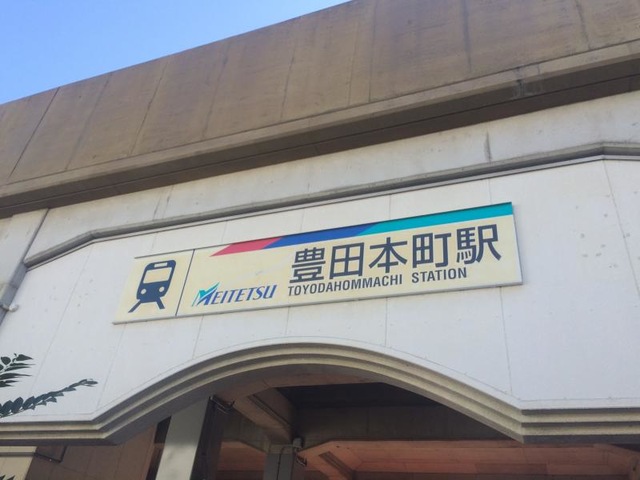 豊田本町駅
MEITETSU TOYODAHOMMACHI STATION